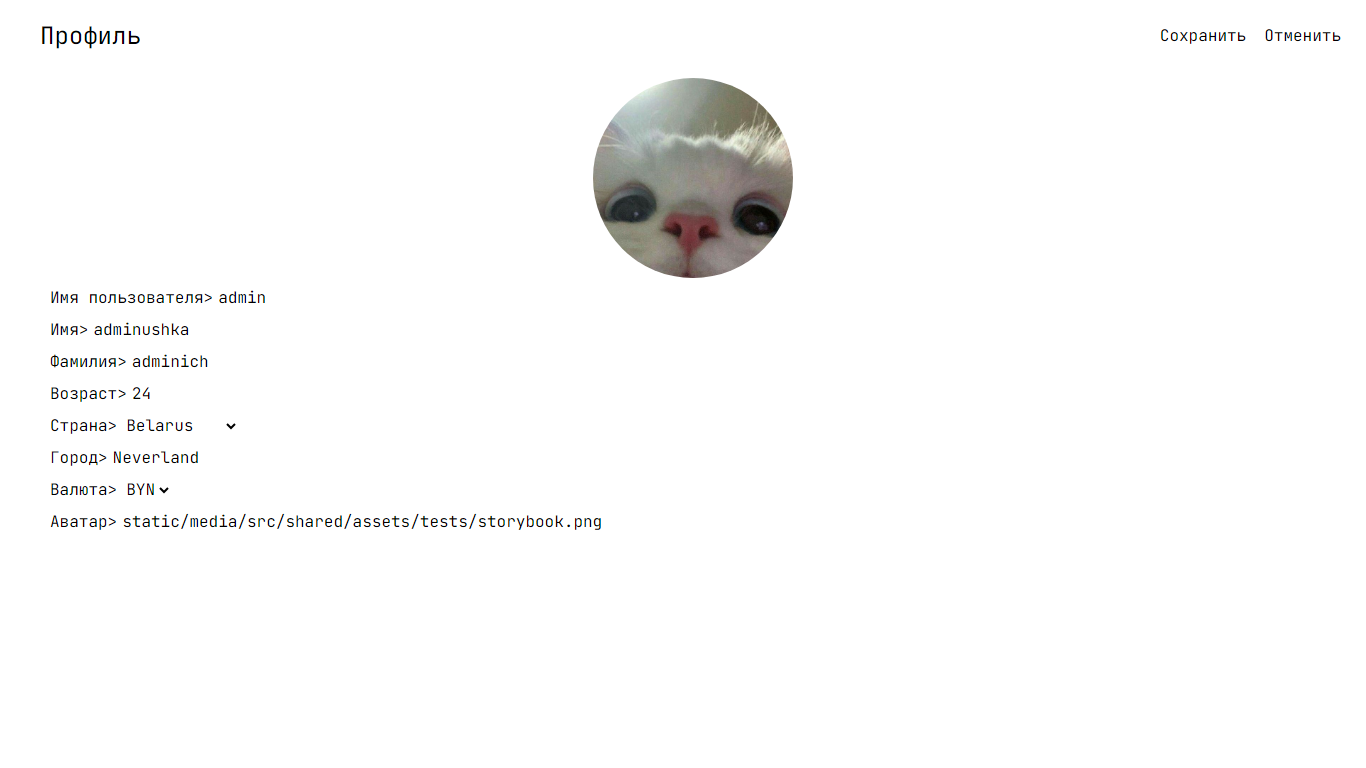 Профиль
Сохранить Отменить
Имя пользователя> admin
Имя> adminushka
Фамилия> adminich
Возраст> 24
Страна> Belarus
Город> Neverland
Валюта> BYN
Аватар> static/media/src/shared/assets/tests/storybook.png